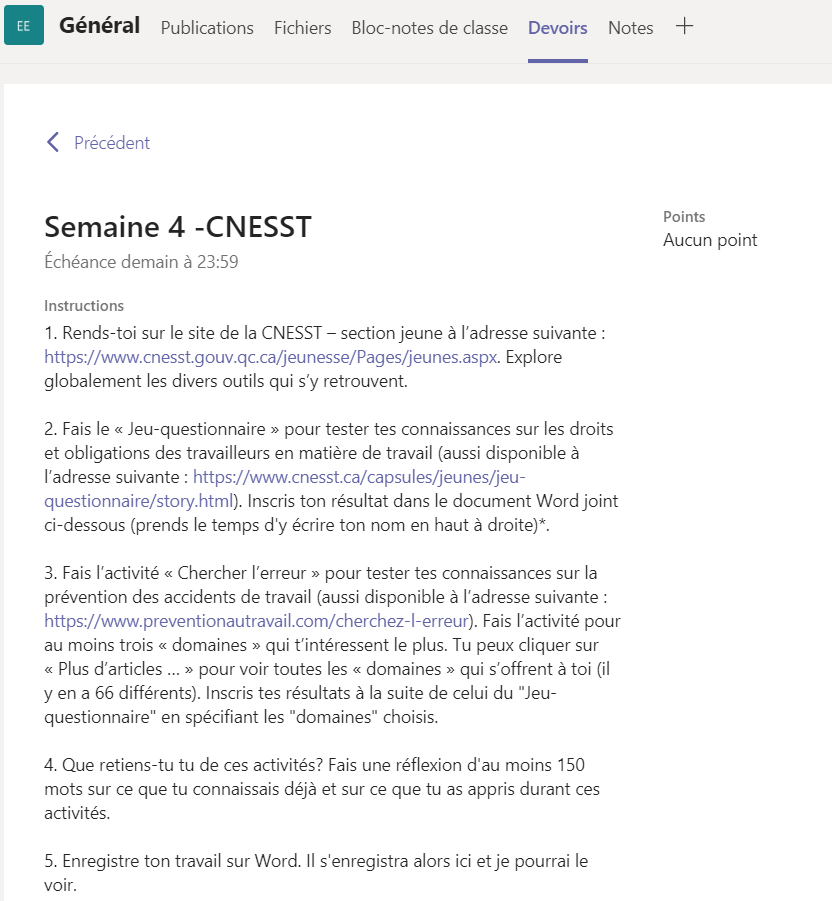 EE Général Publications Fichiers Bloc-notes de classe Devoirs Notes +
Précédent
Semaine 4 -CNESST
Échéance demain à 23:59
Points
Aucun point
Instructions
1. Rends-toi sur le site de la CNESST – section jeune à l’adresse suivante :
https://www.cnesst.gouv.qc.ca/jeunesse/Pages/jeunes.aspx. Explore
globalement les divers outils qui s’y retrouvent.
2. Fais le « Jeu-questionnaire » pour tester tes connaissances sur les droits
et obligations des travailleurs en matière de travail (aussi disponible à
l’adresse suivante : https://www.cnesst.ca/capsules/jeunes/jeu-
questionnaire/story.html). Inscris ton résultat dans le document Word joint
ci-dessous (prends le temps d'y écrire ton nom en haut à droite)*.
3. Fais l’activité « Chercher l’erreur » pour tester tes connaissances sur la
prévention des accidents de travail (aussi disponible à l’adresse suivante :
https://www.preventionautravail.com/cherchez-l-erreur). Fais l’activité pour
au moins trois « domaines » qui t’intéressent le plus. Tu peux cliquer sur
« Plus d’articles … » pour voir toutes les « domaines » qui s’offrent à toi (il
y en a 66 différents). Inscris tes résultats à la suite de celui du "Jeu-
questionnaire" en spécifiant les "domaines" choisis.
4. Que retiens-tu tu de ces activités? Fais une réflexion d'au moins 150
mots sur ce que tu connaissais déjà et sur ce que tu as appris durant ces
activités.
5. Enregistre ton travail sur Word. Il s'enregistra alors ici et je pourrai le
voir.